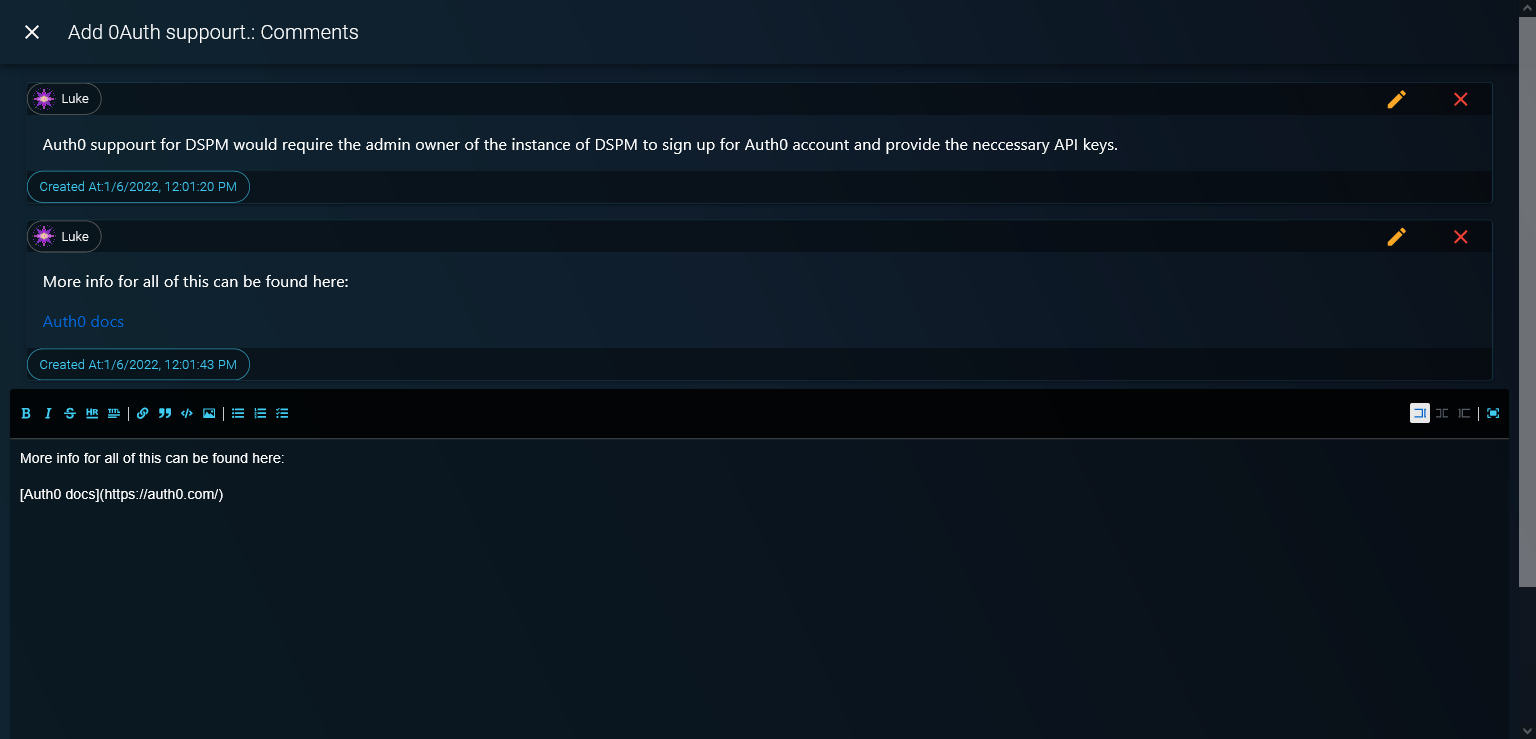 Add 0Auth suppourt.: Comments
Luke
Auth0 suppourt for DSPM would require the admin owner of the instance of DSPM to sign up for Auth0 account and provide the neccessary API keys.
Created At:1/6/2022, 12:01:20 PM
Luke
More info for all of this can be found here:
Auth0 docs
Created At:1/6/2022, 12:01:43 PM
More info for all of this can be found here:
[Auth0 docs](https://auth0.com/)